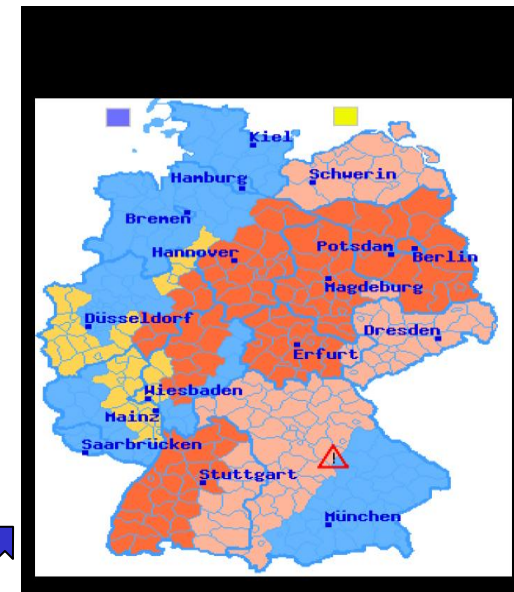 Kiel
Schwerin
Hamburg
Bremen
Hannover
Potsdam
Berlin
Magdeburg
Düsseldorf
Dresden
Erfurt
Wiesbaden
Mainz
Saarbrücken
Stuttgart
!
München